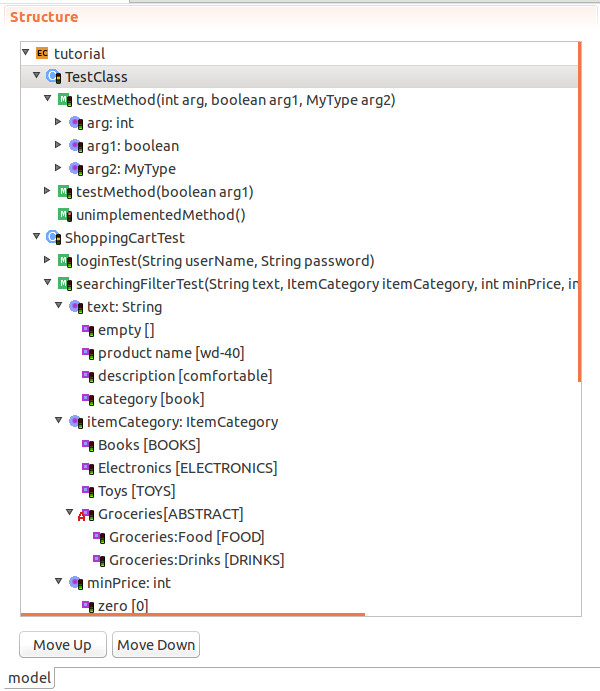 Structure
EC tutorial
C TestClass
M testMethod(int arg, boolean arg1, MyType arg2)
arg: int
arg1: boolean
arg2: MyType
M testMethod(boolean arg1)
M unimplementedMethod()
C ShoppingCartTest
M loginTest(String userName, String password)
M searchingFilterTest(String text, ItemCategory itemCategory, int minPrice, in
text: String
empty []
product name [wd-40]
description [comfortable]
category [book]
itemCategory: ItemCategory
Books [BOOKS]
Electronics [ELECTRONICS]
Toys [TOYS]
A Groceries[ABSTRACT]
Groceries:Food [FOOD]
Groceries:Drinks [DRINKS]
minPrice: int
zero [0]
Move Up Move Down
model